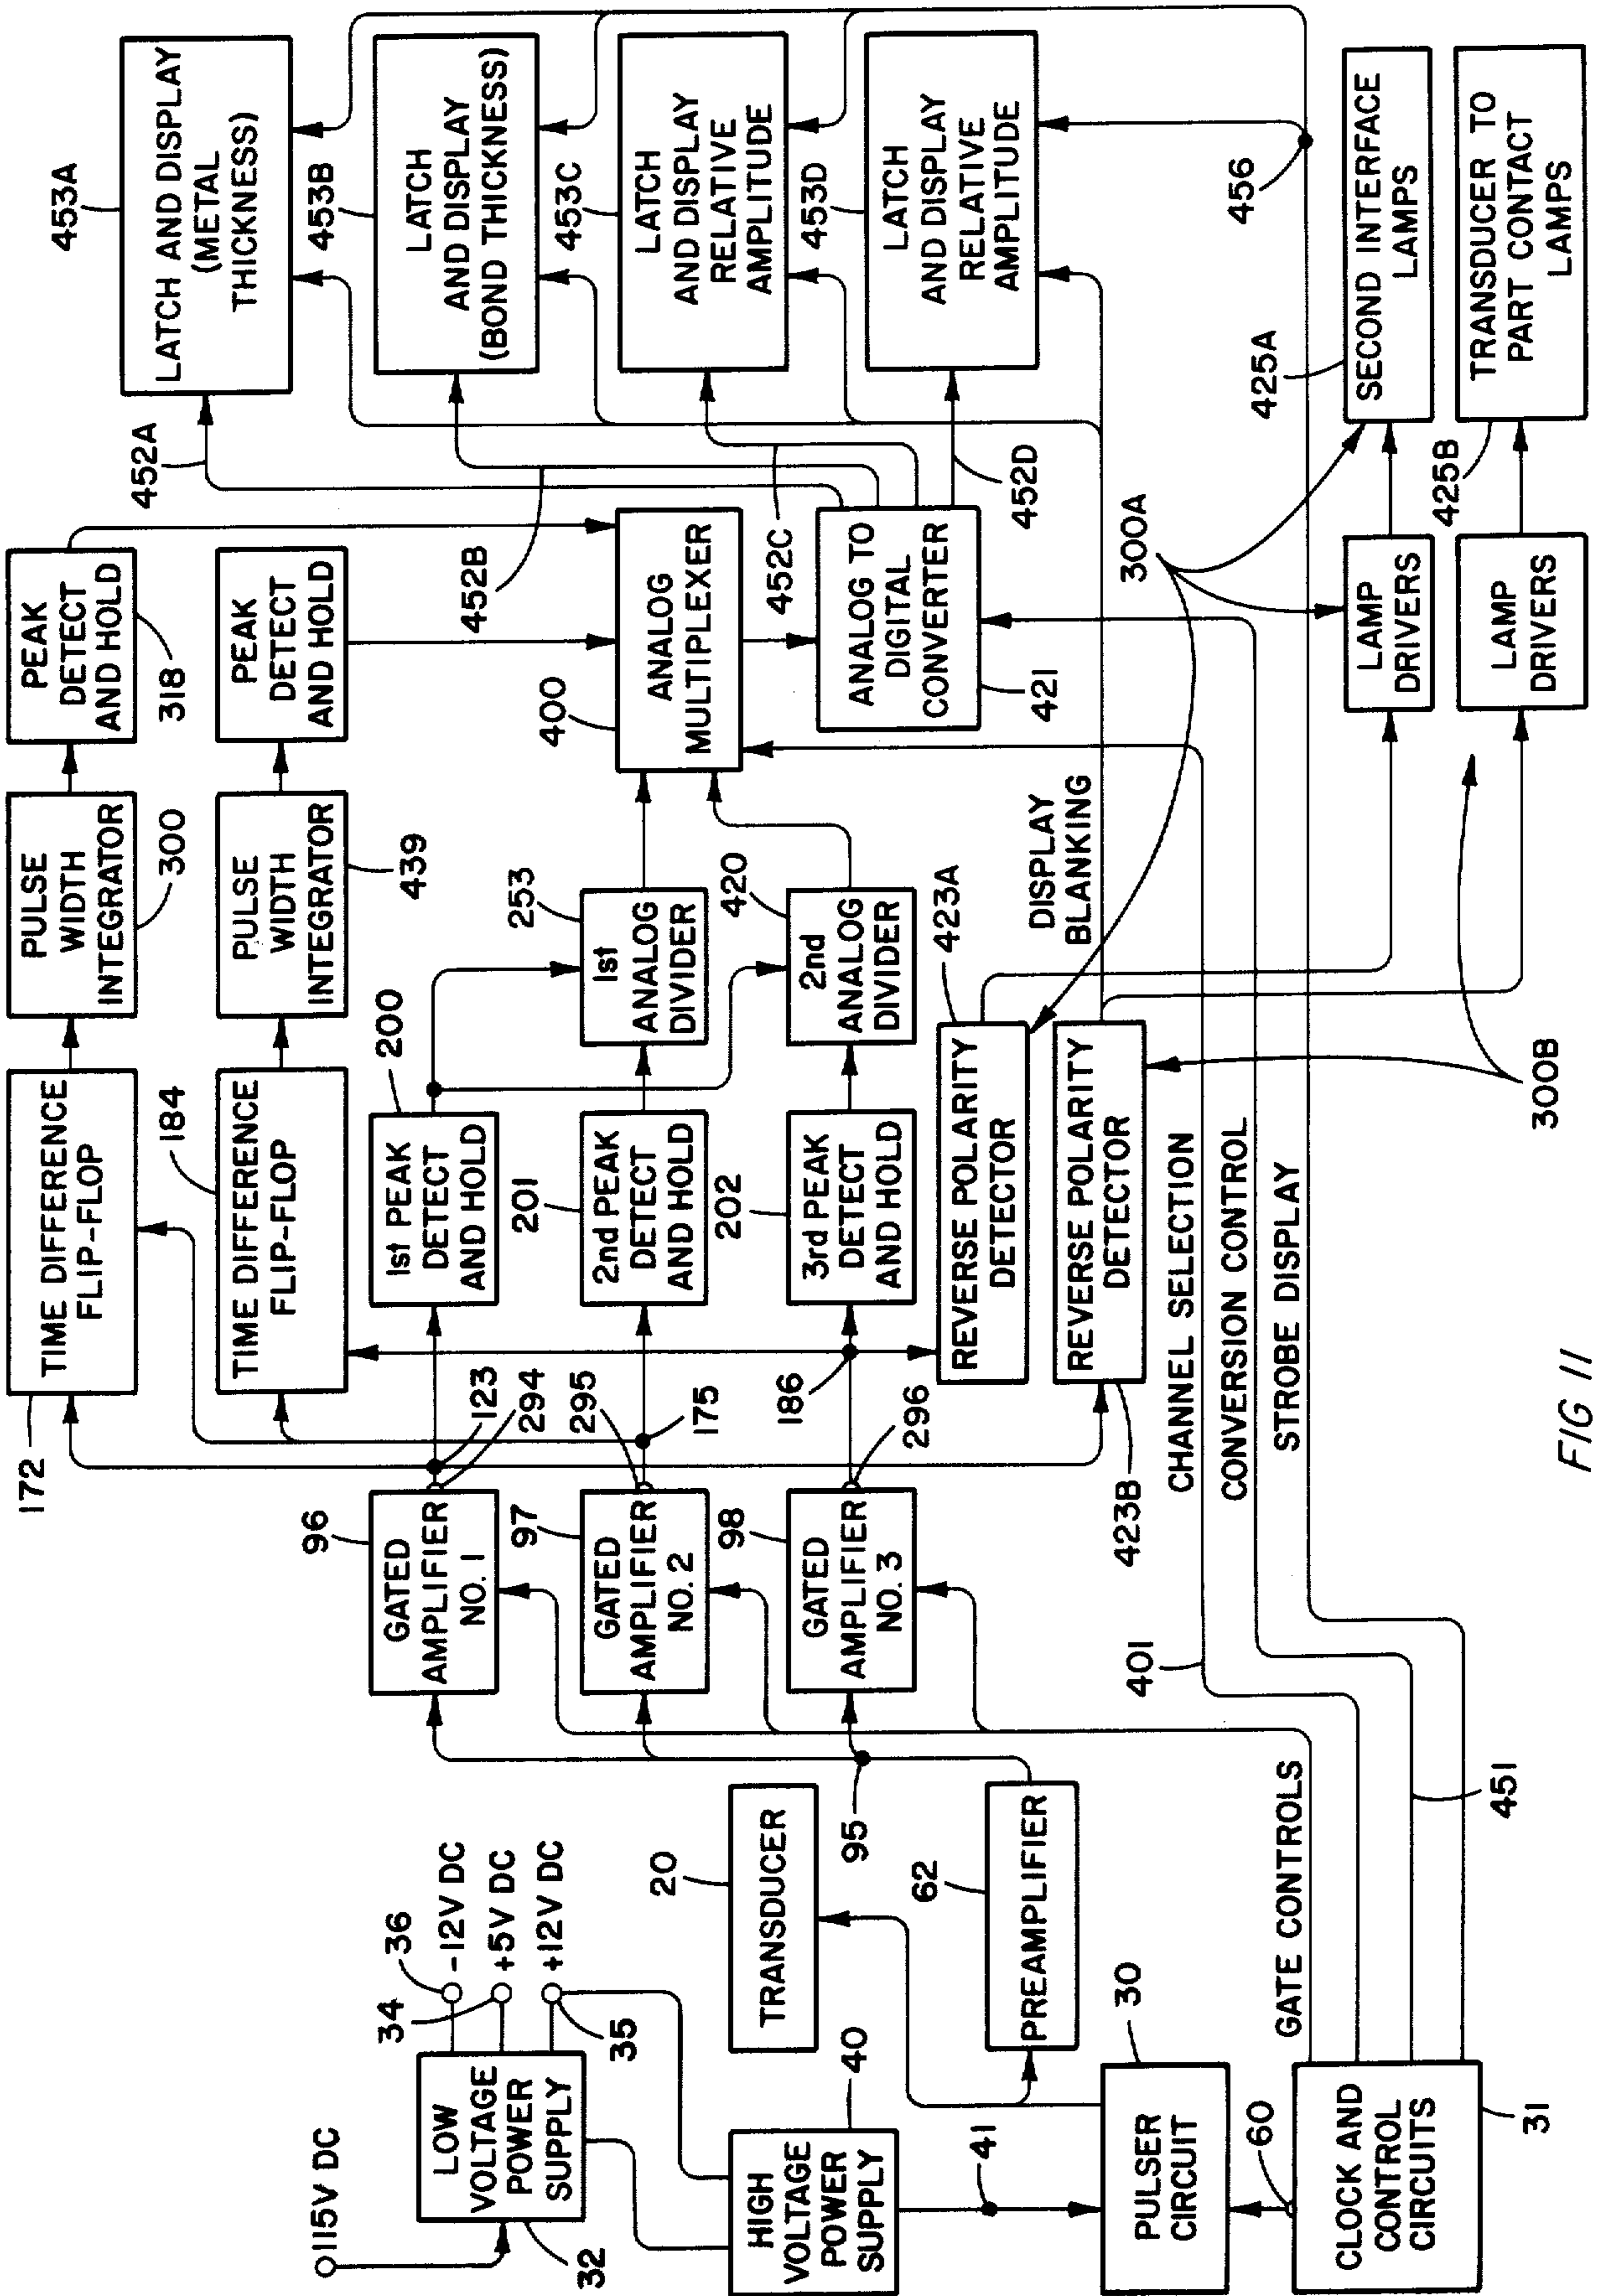 115V DC
32
LOW
VOLTAGE
POWER
SUPPLY
34
36
-12V DC
+5V DC
+12V DC
35
HIGH
VOLTAGE
POWER
SUPPLY
40
41
TRANSDUCER
20
PREAMPLIFIER
62
PULSER
CIRCUIT
30
60
CLOCK AND
CONTROL
CIRCUITS
31
GATE CONTROLS
451
401
95
96
GATED
AMPLIFIER
NO. 1
97
GATED
AMPLIFIER
NO. 2
98
GATED
AMPLIFIER
NO. 3
123
294
295
175
186
296
172
TIME DIFFERENCE
FLIP-FLOP
184
TIME DIFFERENCE
FLIP-FLOP
200
1st PEAK
DETECT
AND HOLD
201
2nd PEAK
DETECT
AND HOLD
202
3rd PEAK
DETECT
AND HOLD
423A
REVERSE POLARITY
DETECTOR
423B
REVERSE POLARITY
DETECTOR
CHANNEL SELECTION
CONVERSION CONTROL
STROBE DISPLAY
PULSE
WIDTH
INTEGRATOR
300
PULSE
WIDTH
INTEGRATOR
439
253
1st
ANALOG
DIVIDER
420
2nd
ANALOG
DIVIDER
DISPLAY
BLANKING
300B
300A
PEAK
DETECT
AND HOLD
318
PEAK
DETECT
AND HOLD
400
ANALOG
MULTIPLEXER
ANALOG TO
DIGITAL
CONVERTER
421
452A
452B
452C
452D
LAMP
DRIVERS
LAMP
DRIVERS
453A
LATCH AND DISPLAY
(METAL
THICKNESS)
453B
LATCH
AND DISPLAY
(BOND THICKNESS)
453C
LATCH
AND DISPLAY
RELATIVE
AMPLITUDE
453D
LATCH
AND DISPLAY
RELATIVE
AMPLITUDE
456
425A
SECOND INTERFACE
LAMPS
425B
TRANSDUCER TO
PART CONTACT
LAMPS
FIG 11